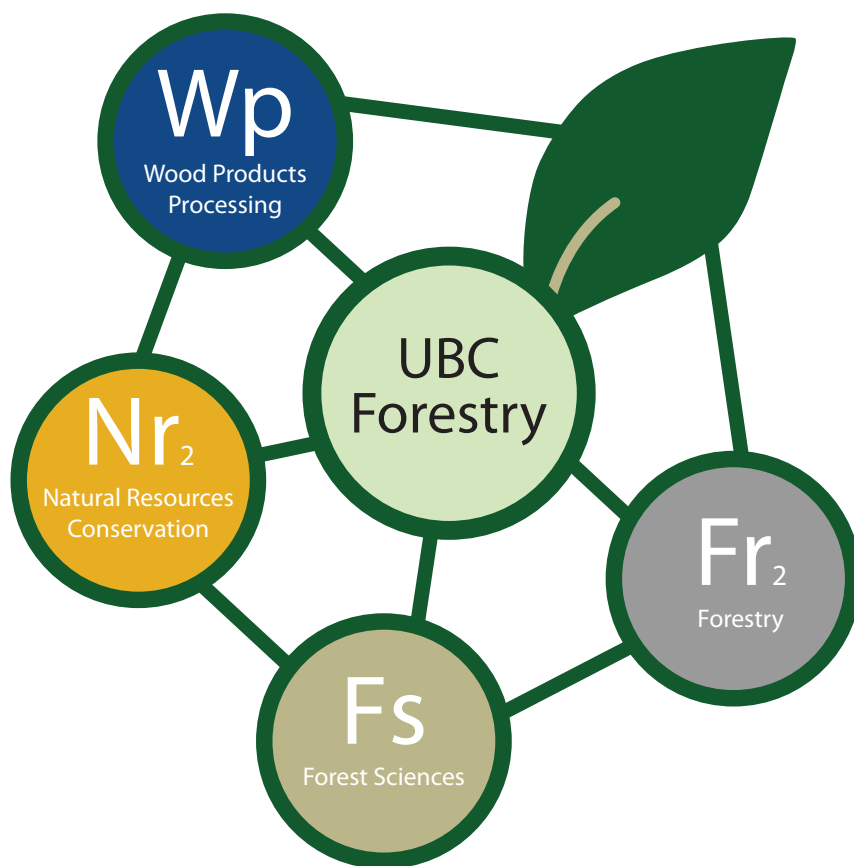 Wp
Wood Products
Processing
UBC
Forestry
Nr2
Natural Resources
Conservation
Fr2
Forestry
Fs
Forest Sciences